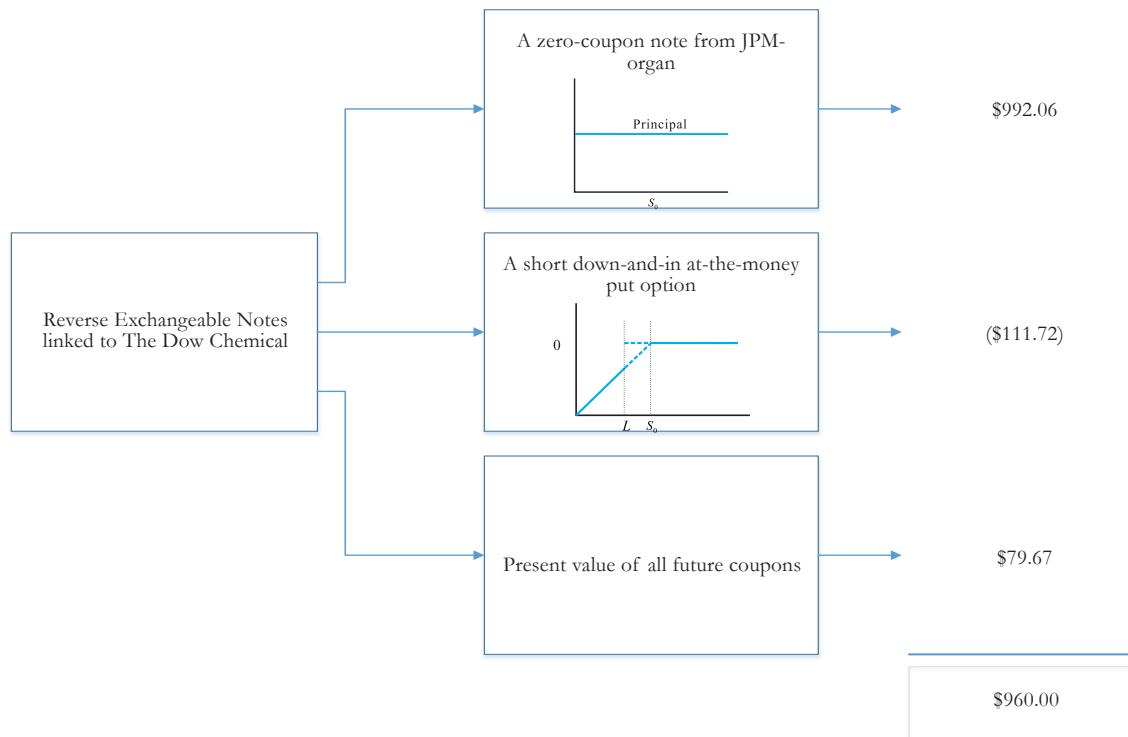 A zero-coupon note from JPM-
organ
Principal
S₀
$992.06
Reverse Exchangeable Notes
linked to The Dow Chemical
A short down-and-in at-the-money
put option
0
L S₀
($111.72)
Present value of all future coupons
$79.67
$960.00